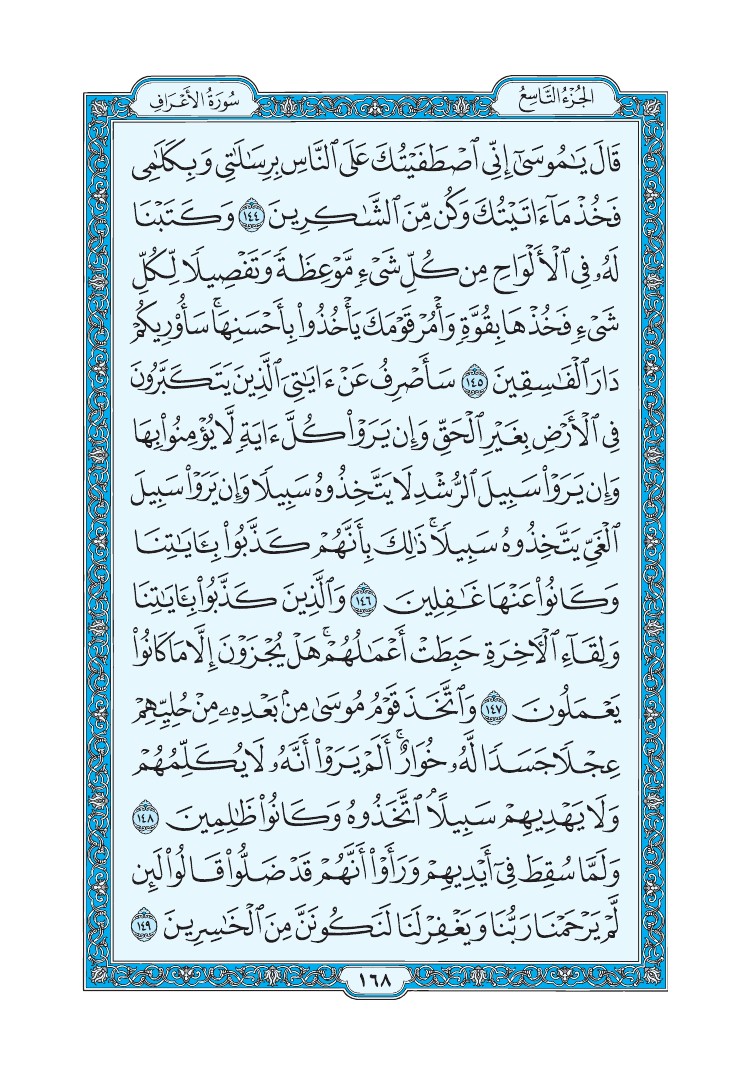 الجُزْءُ التَّاسِعُ
سُورَةُ الأَعْرَافِ
قَالَ يَٰمُوسَىٰٓ إِنِّي ٱصۡطَفَيۡتُكَ عَلَى ٱلنَّاسِ بِرِسَٰلَٰتِي وَبِكَلَٰمِي
فَخُذۡ مَآ ءَاتَيۡتُكَ وَكُن مِّنَ ٱلشَّٰكِرِينَ ١٤٤ وَكَتَبۡنَا
لَهُۥ فِي ٱلۡأَلۡوَاحِ مِن كُلِّ شَيۡءٖ مَّوۡعِظَةٗ وَتَفۡصِيلٗا لِّكُلِّ
شَيۡءٖ فَخُذۡهَا بِقُوَّةٖ وَأۡمُرۡ قَوۡمَكَ يَأۡخُذُواْ بِأَحۡسَنِهَاۚ سَأُوْرِيكُمۡ
دَارَ ٱلۡفَٰسِقِينَ ١٤٥ سَأَصۡرِفُ عَنۡ ءَايَٰتِيَ ٱلَّذِينَ يَتَكَبَّرُونَ
فِي ٱلۡأَرۡضِ بِغَيۡرِ ٱلۡحَقِّ وَإِن يَرَوۡاْ كُلَّ ءَايَةٖ لَّا يُؤۡمِنُواْ بِهَا
وَإِن يَرَوۡاْ سَبِيلَ ٱلرُّشۡدِ لَا يَتَّخِذُوهُ سَبِيلٗا وَإِن يَرَوۡاْ سَبِيلَ
ٱلۡغَيِّ يَتَّخِذُوهُ سَبِيلٗاۚ ذَٰلِكَ بِأَنَّهُمۡ كَذَّبُواْ بِـَٔايَٰتِنَا
وَكَانُواْ عَنۡهَا غَٰفِلِينَ ١٤٦ وَٱلَّذِينَ كَذَّبُواْ بِـَٔايَٰتِنَا
وَلِقَآءِ ٱلۡأٓخِرَةِ حَبِطَتۡ أَعۡمَٰلُهُمۡۚ هَلۡ يُجۡزَوۡنَ إِلَّا مَا كَانُواْ
يَعۡمَلُونَ ١٤٧ وَٱتَّخَذَ قَوۡمُ مُوسَىٰ مِنۢ بَعۡدِهِۦ مِنۡ حُلِيِّهِمۡ
عِجۡلٗا جَسَدٗا لَّهُۥ خُوَارٌۚ أَلَمۡ يَرَوۡاْ أَنَّهُۥ لَا يُكَلِّمُهُمۡ
وَلَا يَهۡدِيهِمۡ سَبِيلًاۘ ٱتَّخَذُوهُ وَكَانُواْ ظَٰلِمِينَ ١٤٨
وَلَمَّا سُقِطَ فِيٓ أَيۡدِيهِمۡ وَرَأَوۡاْ أَنَّهُمۡ قَدۡ ضَلُّواْ قَالُواْ لَئِن
لَّمۡ يَرۡحَمۡنَا رَبُّنَا وَيَغۡفِرۡ لَنَا لَنَكُونَنَّ مِنَ ٱلۡخَٰسِرِينَ ١٤٩
١٦٨